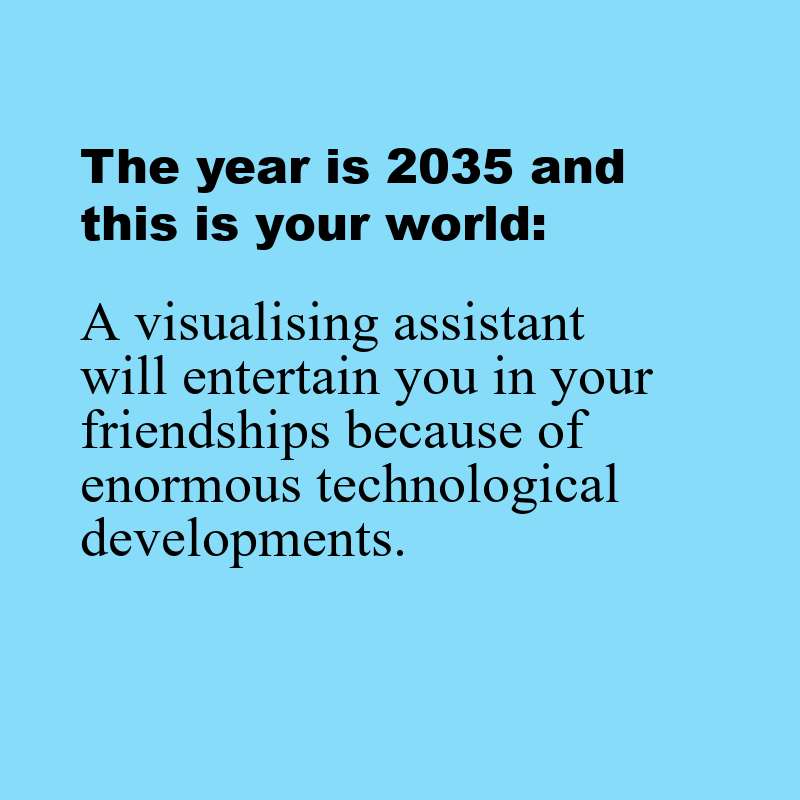 The year is 2035 and
this is your world:
A visualising assistant
will entertain you in your
friendships because of
enormous technological
developments.